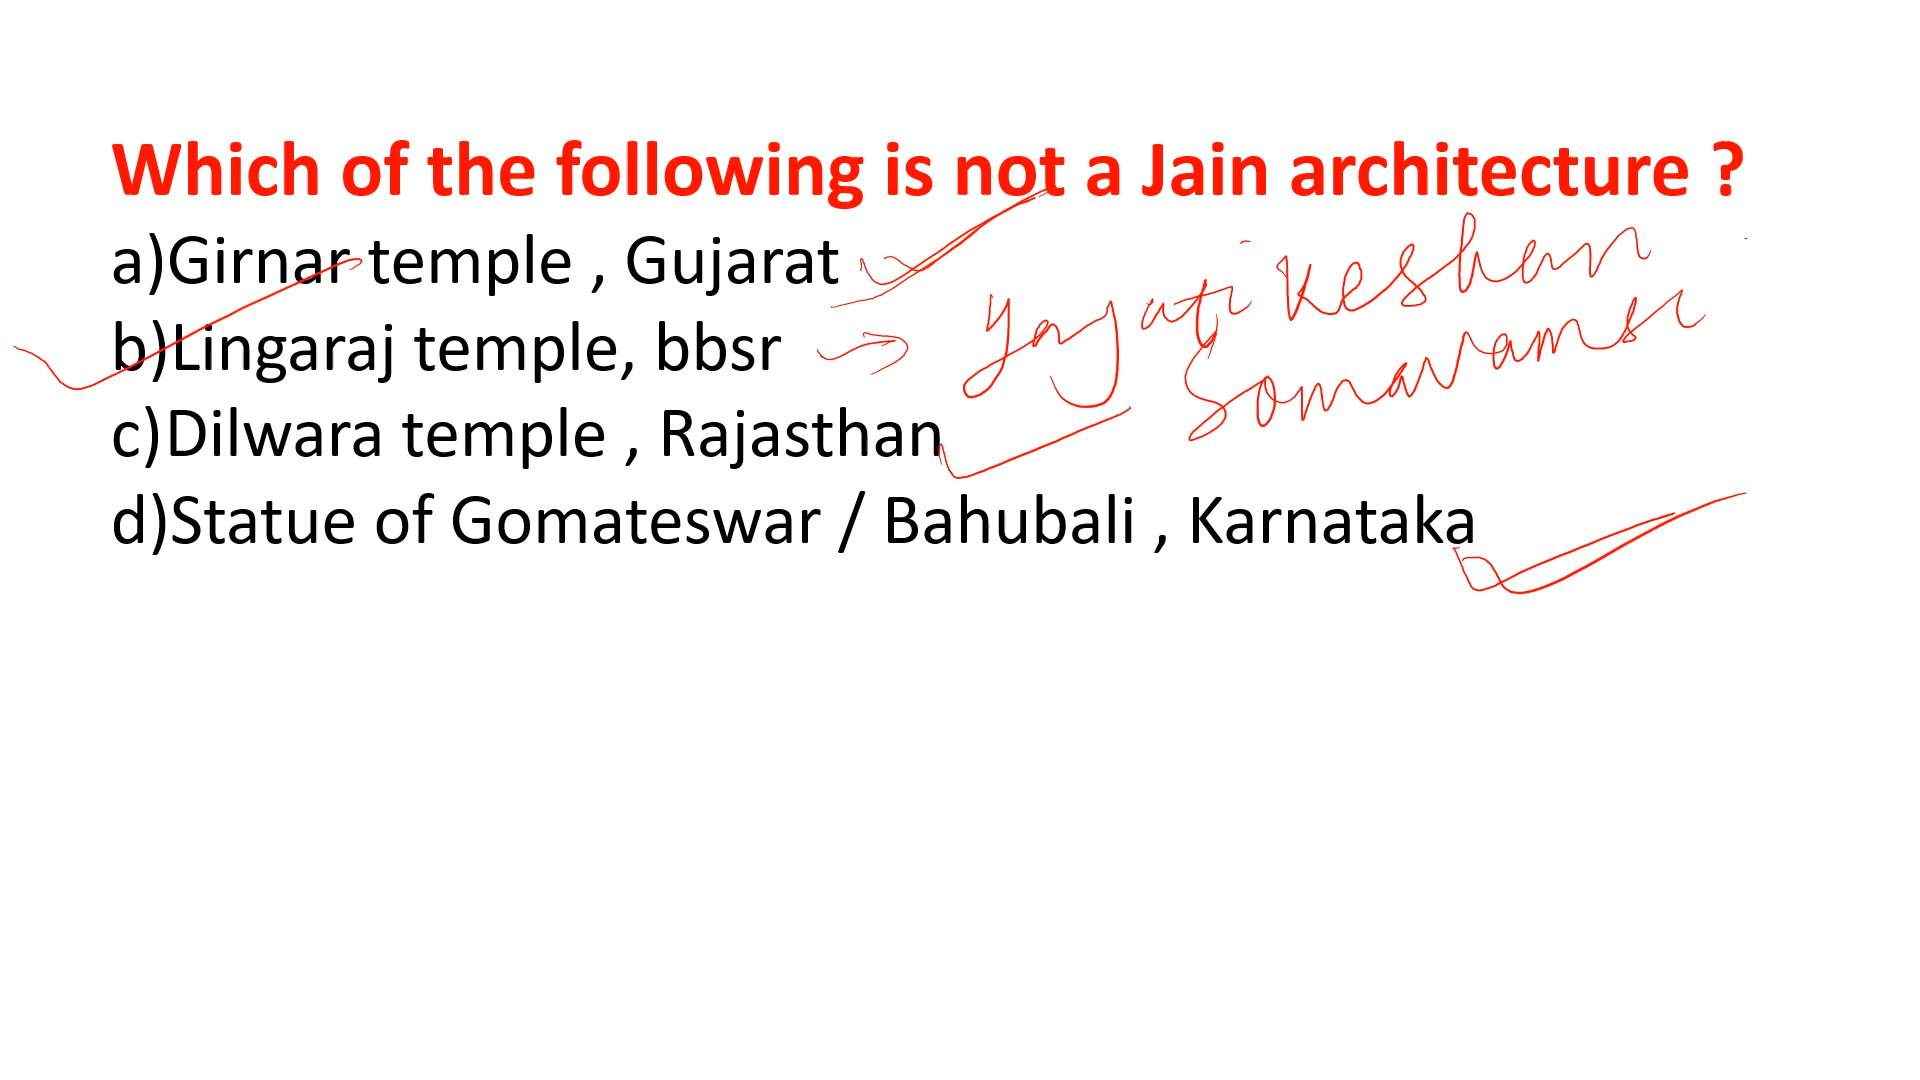 Which of the following is not a Jain architecture ?
a)Girnar temple , Gujarat
b)Lingaraj temple, bbsr → Yayati Keshari
Somavamsi
c)Dilwara temple , Rajasthan
d)Statue of Gomateswar / Bahubali , Karnataka